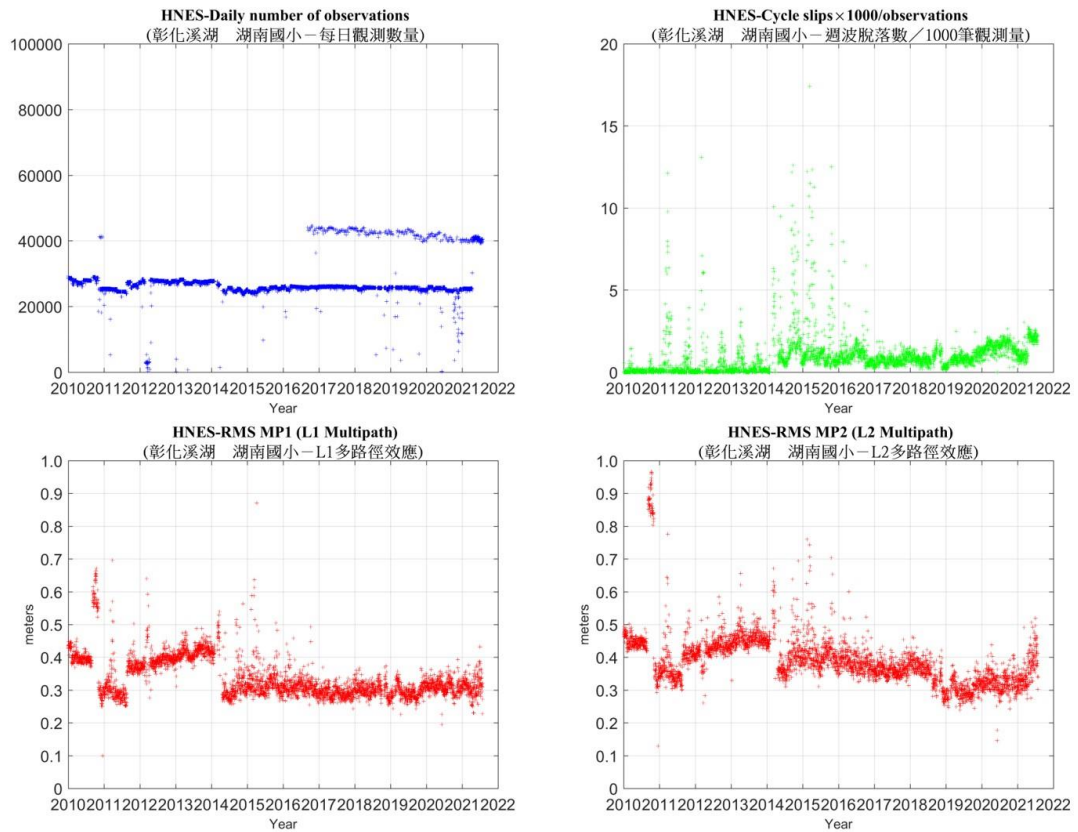 HNES-Daily number of observations
(彰化溪湖　湖南國小－每日觀測數量)
100000
80000
60000
40000
20000
0
2010 2011 2012 2013 2014 2015 2016 2017 2018 2019 2020 2021 2022
Year
HNES-Cycle slips×1000/observations
(彰化溪湖　湖南國小－週波脫落數／1000筆觀測量)
20
15
10
5
0
2010 2011 2012 2013 2014 2015 2016 2017 2018 2019 2020 2021 2022
Year
HNES-RMS MP1 (L1 Multipath)
(彰化溪湖　湖南國小－L1多路徑效應)
meters
1.0
0.9
0.8
0.7
0.6
0.5
0.4
0.3
0.2
0.1
0
2010 2011 2012 2013 2014 2015 2016 2017 2018 2019 2020 2021 2022
Year
HNES-RMS MP2 (L2 Multipath)
(彰化溪湖　湖南國小－L2多路徑效應)
meters
1.0
0.9
0.8
0.7
0.6
0.5
0.4
0.3
0.2
0.1
0
2010 2011 2012 2013 2014 2015 2016 2017 2018 2019 2020 2021 2022
Year